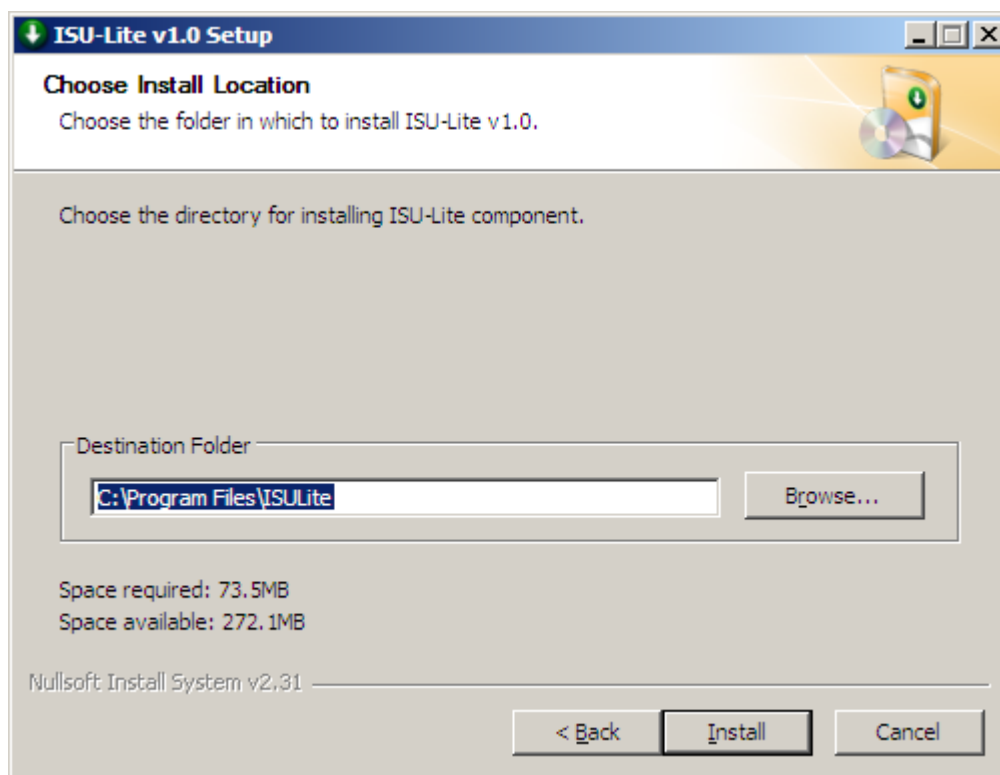 ISU-Lite v1.0 Setup
Choose Install Location
Choose the folder in which to install ISU-Lite v1.0.
Choose the directory for installing ISU-Lite component.
Destination Folder
C:\Program Files\ISULite
Browse...
Space required: 73.5MB
Space available: 272.1MB
Nullsoft Install System v2.31
< Back
Install
Cancel